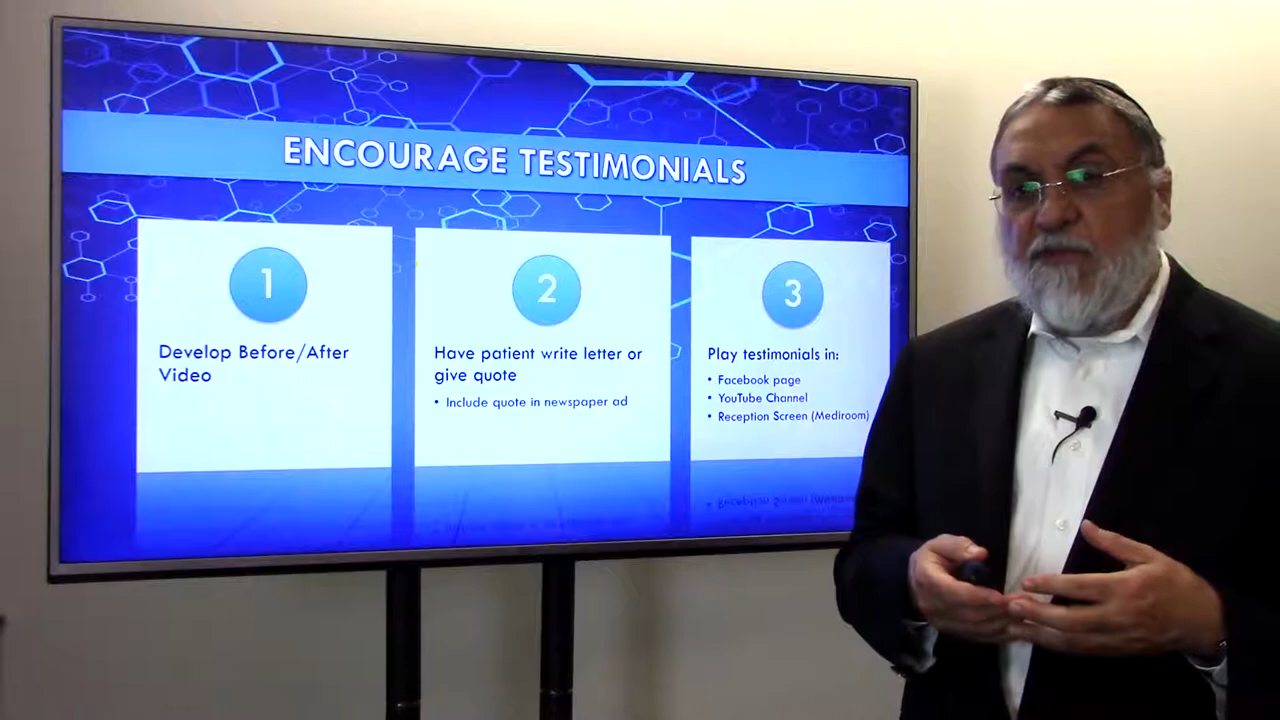 ENCOURAGE TESTIMONIALS
1
Develop Before/After
Video
2
Have patient write letter or
give quote
• Include quote in newspaper ad
3
Play testimonials in:
• Facebook page
• YouTube Channel
• Reception Screen (Mediroom)